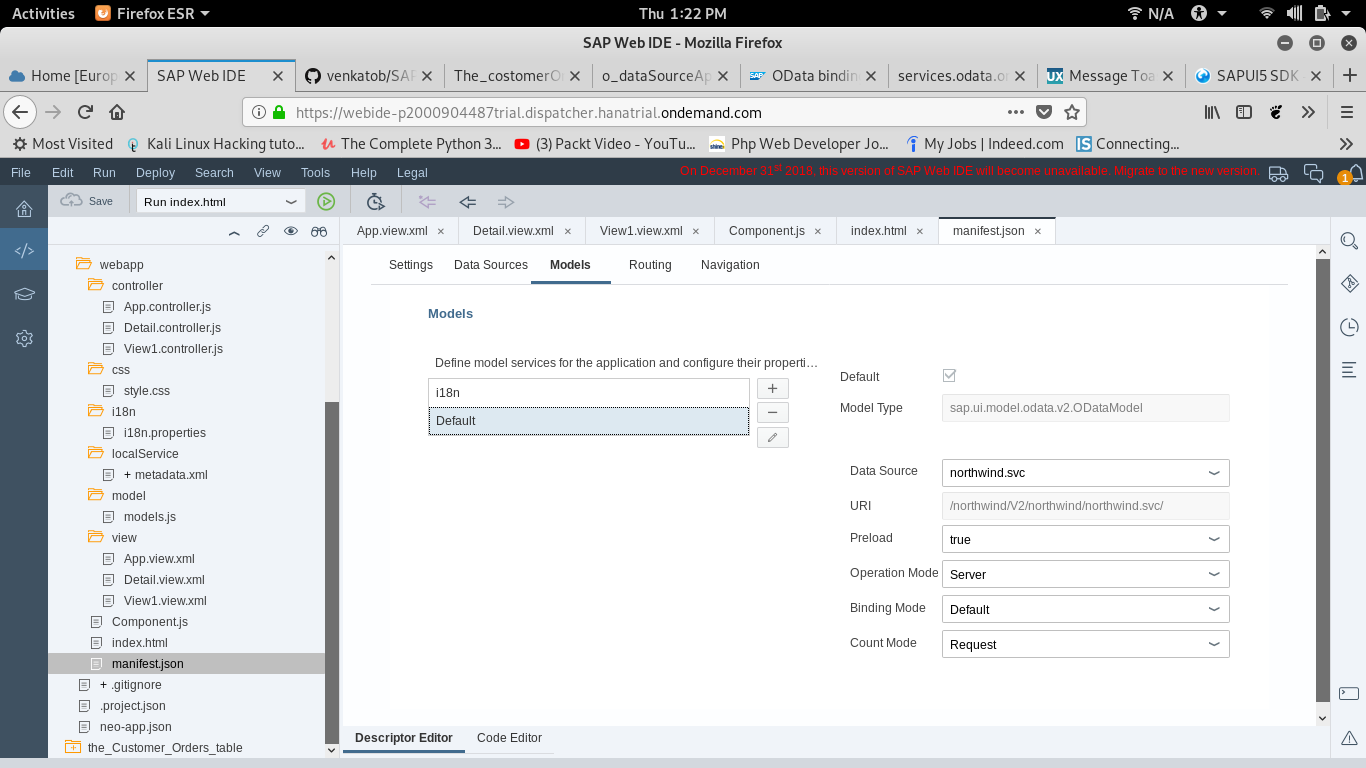 Activities Firefox ESR Thu 1:22 PM N/A
SAP Web IDE - Mozilla Firefox
Home [Europ SAP Web IDE venkatob/SAP The_costomerO o_dataSourceAp OData bindin services.odata.or UX Message Toa SAPUI5 SDK
https://webide-p2000904487trial.dispatcher.hanatrial.ondemand.com
Most Visited Kali Linux Hacking tuto... The Complete Python 3... (3) Packt Video - YouTu... Php Web Developer Jo... My Jobs | Indeed.com IS Connecting...
File Edit Run Deploy Search View Tools Help Legal On December 31st 2018, this version of SAP Web IDE will become unavailable. Migrate to the new version. 1
Save Run index.html
App.view.xml Detail.view.xml View1.view.xml Component.js index.html manifest.json
webapp
controller
App.controller.js
Detail.controller.js
View1.controller.js
css
style.css
i18n
i18n.properties
localService
+ metadata.xml
model
models.js
view
App.view.xml
Detail.view.xml
View1.view.xml
Component.js
index.html
manifest.json
+ .gitignore
.project.json
neo-app.json
the_Customer_Orders_table
Settings Data Sources Models Routing Navigation
Models
Define model services for the application and configure their properti…
i18n
Default
Default
Model Type sap.ui.model.odata.v2.ODataModel
Data Source northwind.svc
URI /northwind/V2/northwind/northwind.svc/
Preload true
Operation Mode Server
Binding Mode Default
Count Mode Request
Descriptor Editor Code Editor